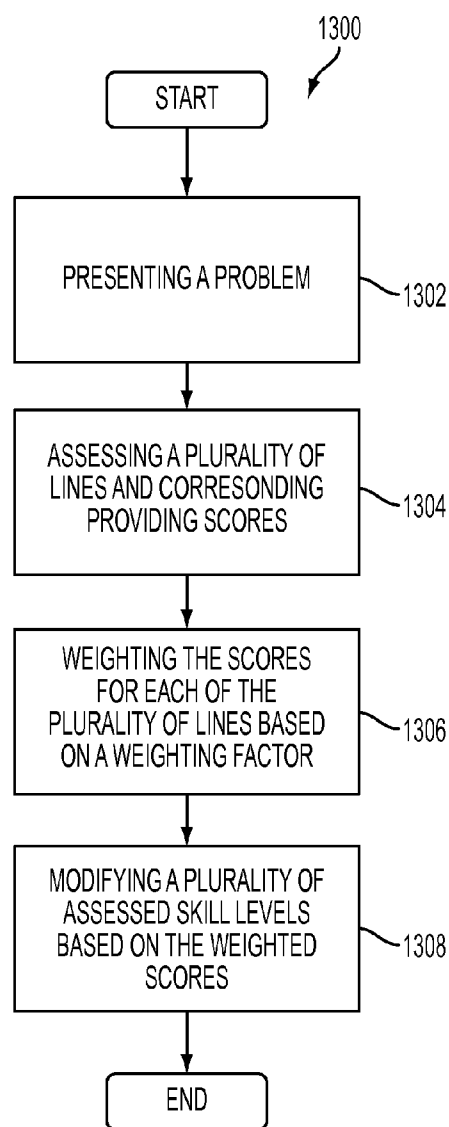 1300
START
PRESENTING A PROBLEM
1302
ASSESSING A PLURALITY OF
LINES AND CORRESONDING
PROVIDING SCORES
1304
WEIGHTING THE SCORES
FOR EACH OF THE
PLURALITY OF LINES BASED
ON A WEIGHTING FACTOR
1306
MODIFYING A PLURALITY OF
ASSESSED SKILL LEVELS
BASED ON THE WEIGHTED
SCORES
1308
END